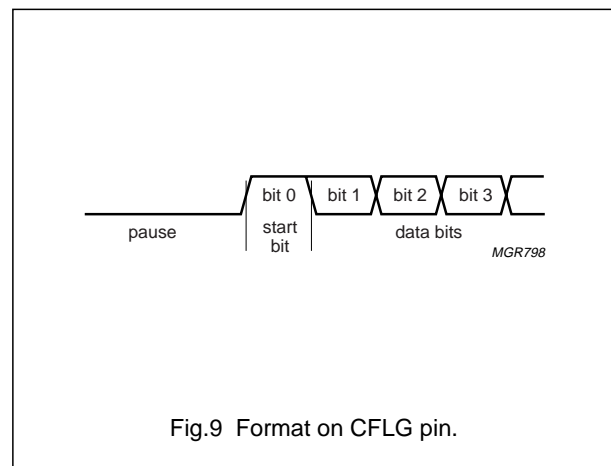 bit 0 bit 1 bit 2 bit 3
pause start bit data bits
MGR798
Fig.9 Format on CFLG pin.